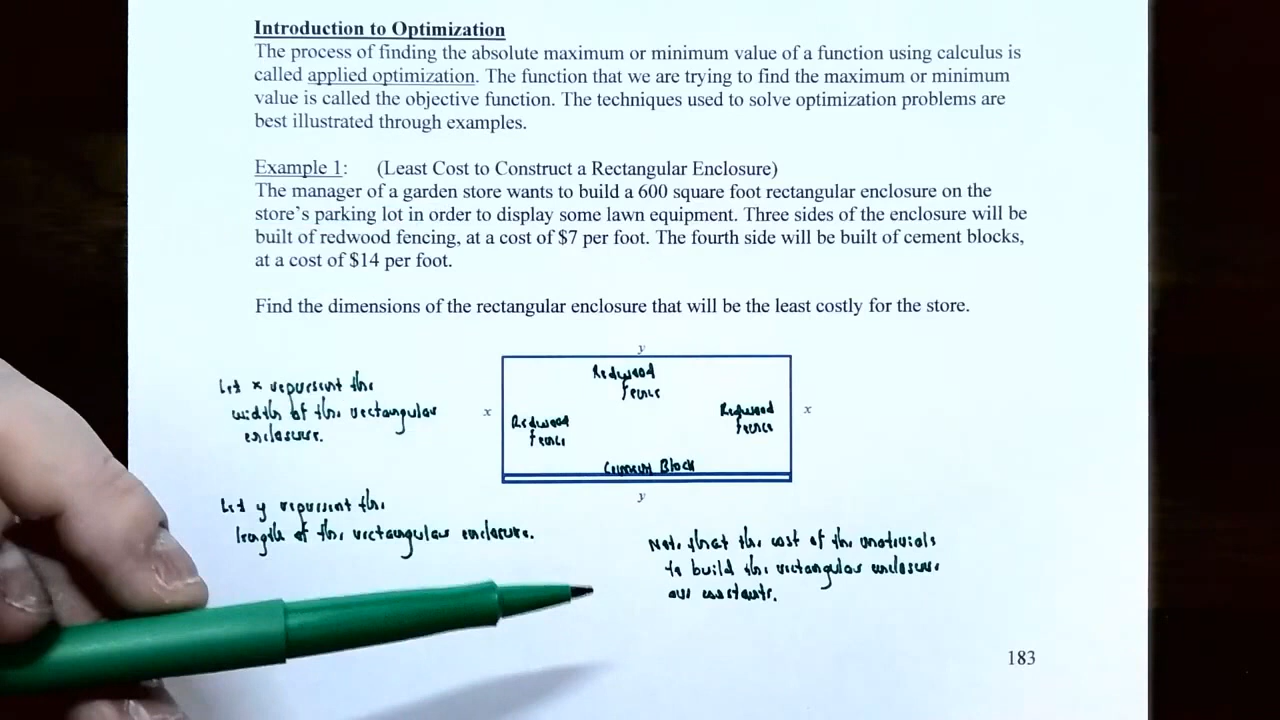 Introduction to Optimization
The process of finding the absolute maximum or minimum value of a function using calculus is
called applied optimization. The function that we are trying to find the maximum or minimum
value is called the objective function. The techniques used to solve optimization problems are
best illustrated through examples.
Example 1: (Least Cost to Construct a Rectangular Enclosure)
The manager of a garden store wants to build a 600 square foot rectangular enclosure on the
store's parking lot in order to display some lawn equipment. Three sides of the enclosure will be
built of redwood fencing, at a cost of $7 per foot. The fourth side will be built of cement blocks,
at a cost of $14 per foot.
Find the dimensions of the rectangular enclosure that will be the least costly for the store.
y
Redwood
Fence
Let x represent the
width of the rectangular
enclosure.
x
Redwood
Fence
Redwood
Fence
x
Cement Block
y
Let y represent the
length of the rectangular enclosure.
Note that the cost of the materials
to build the rectangular enclosure
are constants.
183